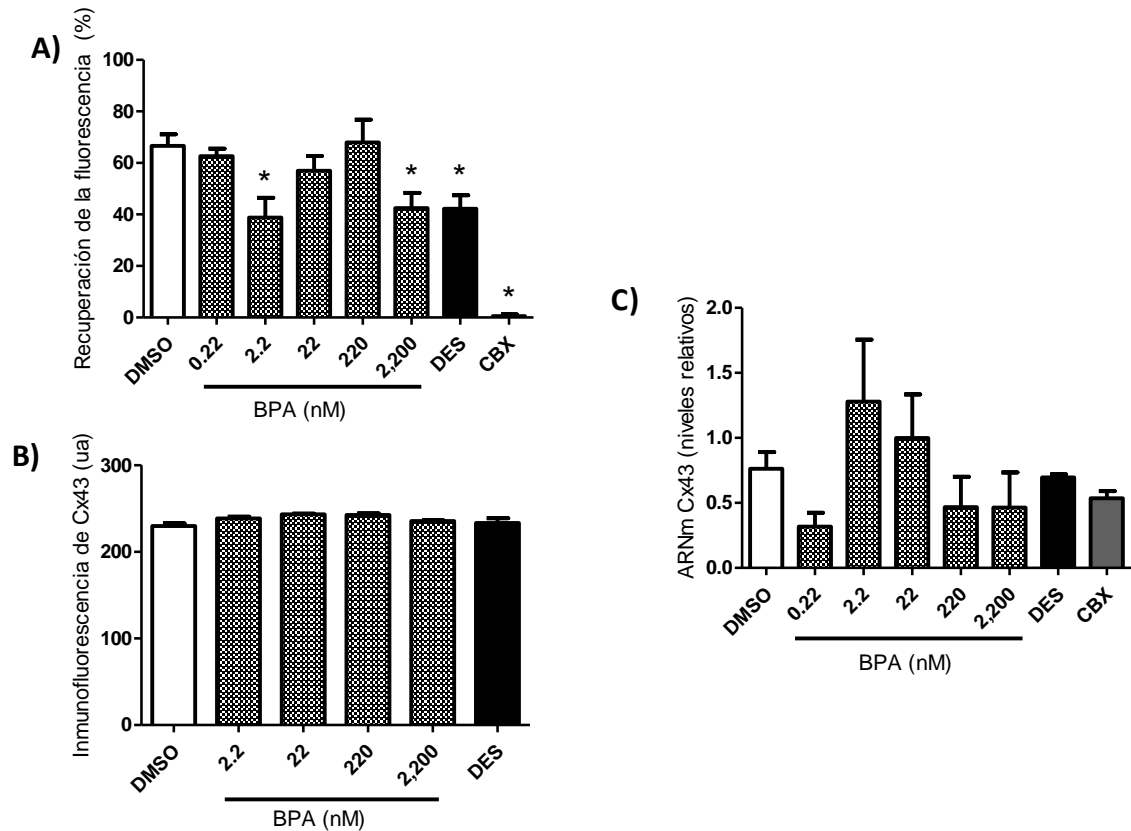 A)
Recuperación de la fluorescencia (%)
100
80
60
40
20
0
*
*
*
*
DMSO
0.22
2.2
22
220
2,200
DES
CBX
BPA (nM)
B)
Inmunofluorescencia de Cx43 (ua)
300
200
100
0
DMSO
2.2
22
220
2,200
DES
BPA (nM)
C)
ARNm Cx43 (niveles relativos)
2.0
1.5
1.0
0.5
0.0
DMSO
0.22
2.2
22
220
2,200
DES
CBX
BPA (nM)